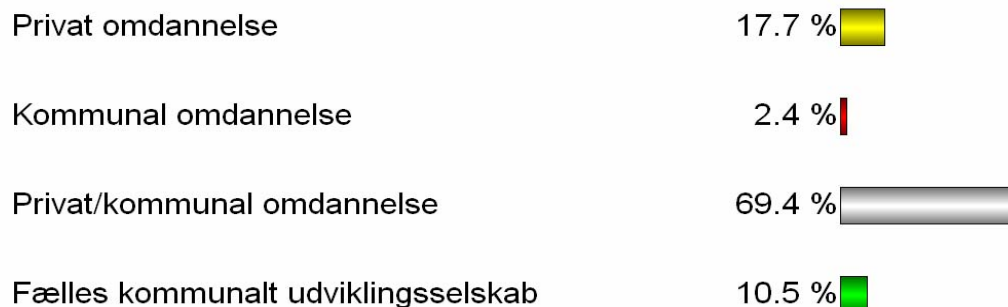 Privat omdannelse 17.7 %
Kommunal omdannelse 2.4 %
Privat/kommunal omdannelse 69.4 %
Fælles kommunalt udviklingsselskab 10.5 %